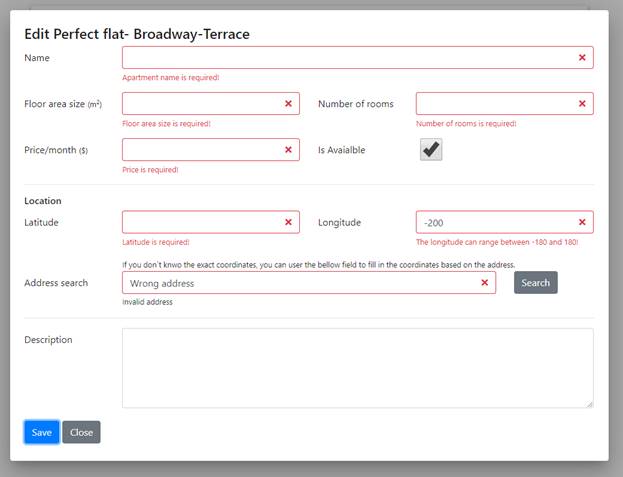 Edit Perfect flat- Broadway-Terrace
Name
Apartment name is required!
Floor area size (m²)
Number of rooms
Floor area size is required!
Number of rooms is required!
Price/month ($)
Is Avaialble
Price is required!
Location
Latitude
Longitude
-200
Latitude is required!
The longitude can range between -180 and 180!
If you don't knwo the exact coordinates, you can user the bellow field to fill in the coordinates based on the address.
Address search
Wrong address
Search
Invalid address
Description
Save
Close